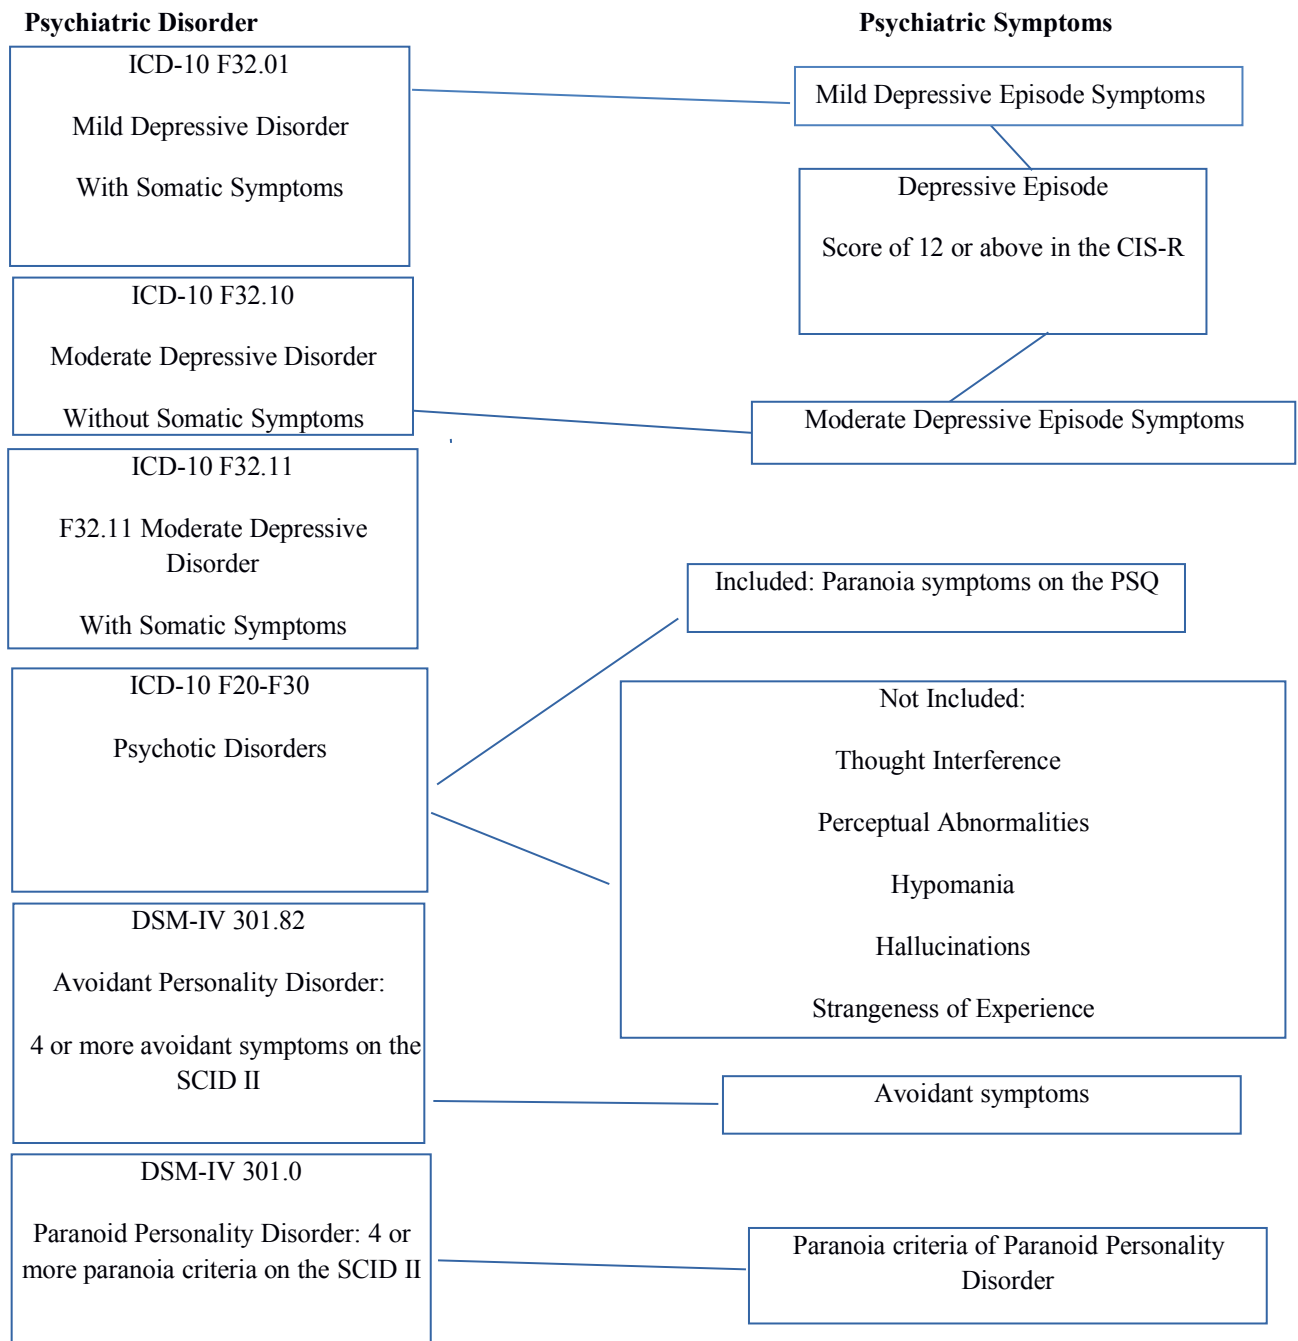 Psychiatric Disorder
Psychiatric Symptoms
ICD-10 F32.01
Mild Depressive Disorder
With Somatic Symptoms
Mild Depressive Episode Symptoms
Depressive Episode
Score of 12 or above in the CIS-R
ICD-10 F32.10
Moderate Depressive Disorder
Without Somatic Symptoms
Moderate Depressive Episode Symptoms
ICD-10 F32.11
F32.11 Moderate Depressive
Disorder
With Somatic Symptoms
Included: Paranoia symptoms on the PSQ
ICD-10 F20-F30
Psychotic Disorders
Not Included:
Thought Interference
Perceptual Abnormalities
Hypomania
Hallucinations
Strangeness of Experience
DSM-IV 301.82
Avoidant Personality Disorder:
4 or more avoidant symptoms on the
SCID II
Avoidant symptoms
DSM-IV 301.0
Paranoid Personality Disorder: 4 or
more paranoia criteria on the SCID II
Paranoia criteria of Paranoid Personality
Disorder